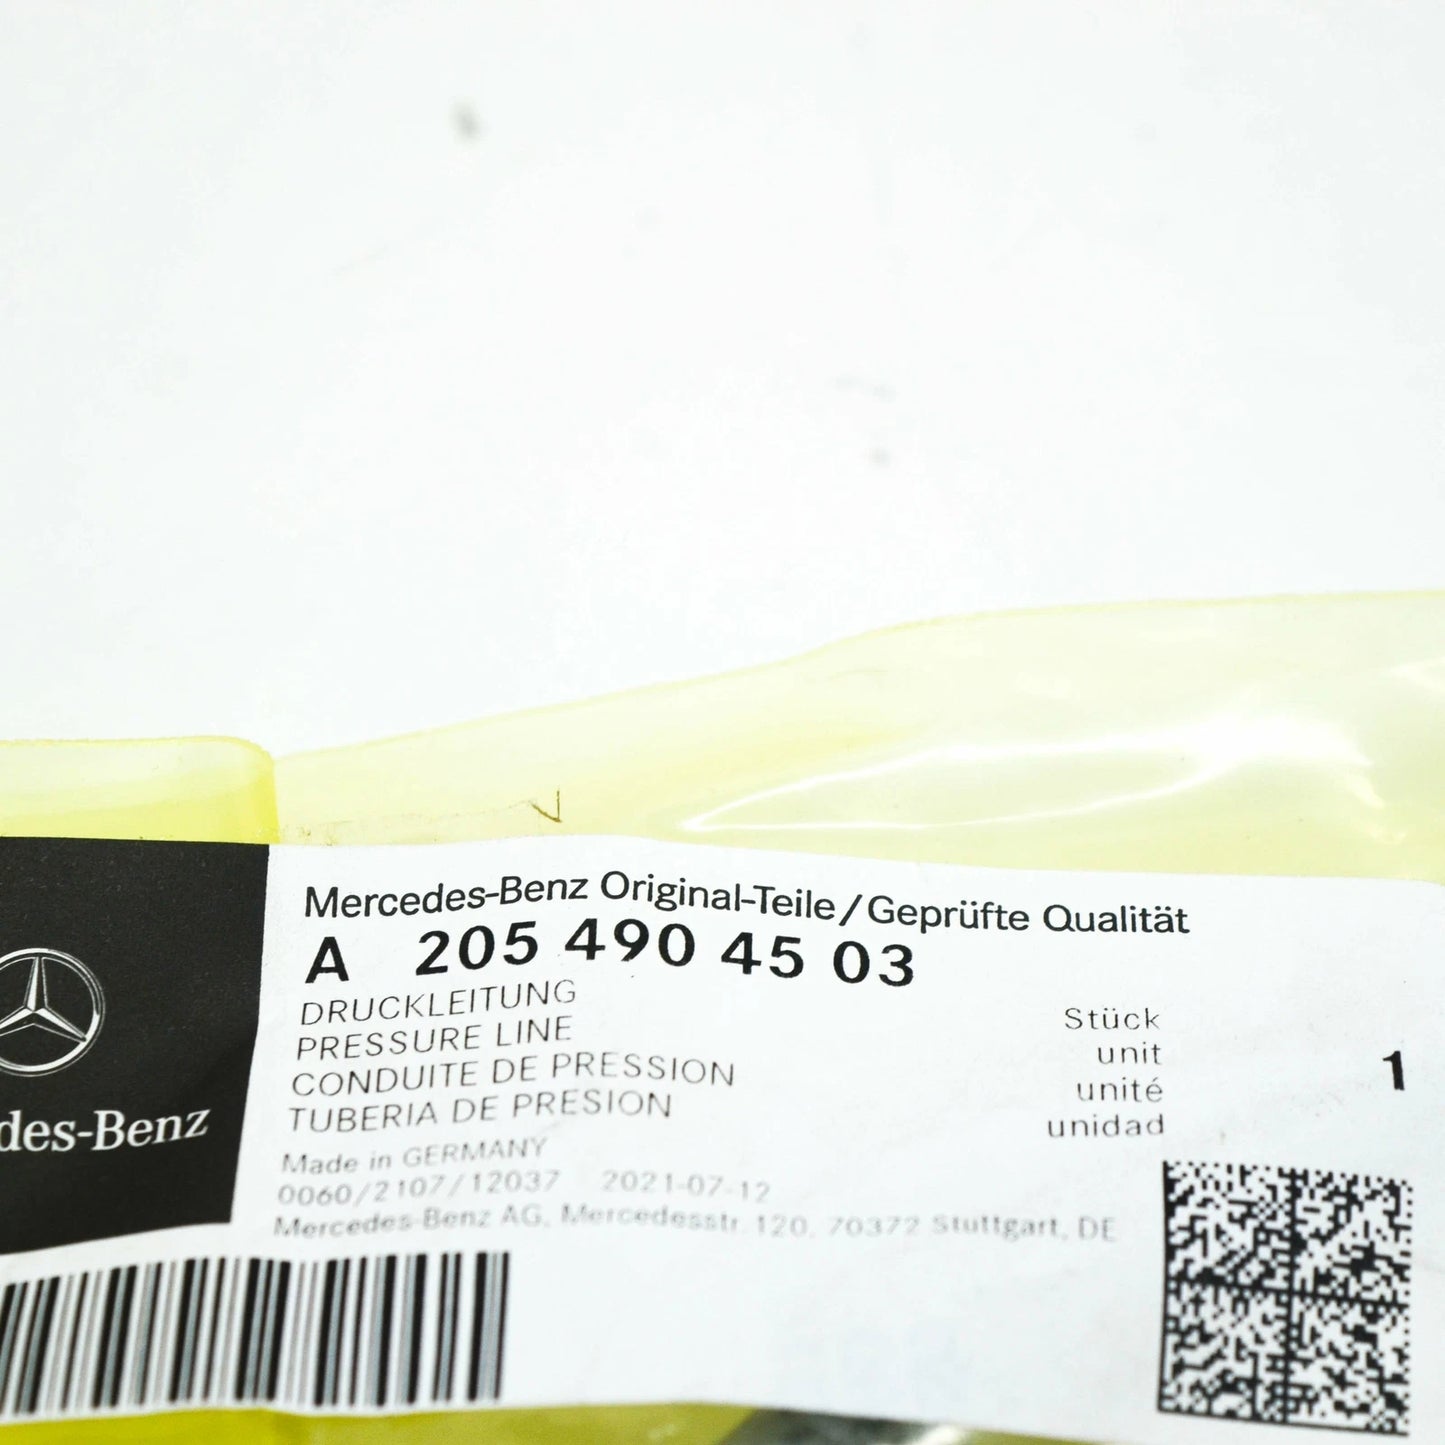 Mercedes-Benz Original-Teile/Geprüfte Qualität
A 205 490 45 03
DRUCKLEITUNG
PRESSURE LINE
CONDUITE DE PRESSION
TUBERIA DE PRESION
Stück
unit
unité
unidad
1
Made in GERMANY
0060/2107/12037 2021-07-12
Mercedes-Benz AG, Mercedesstr. 120, 70372 Stuttgart, DE
des-Benz